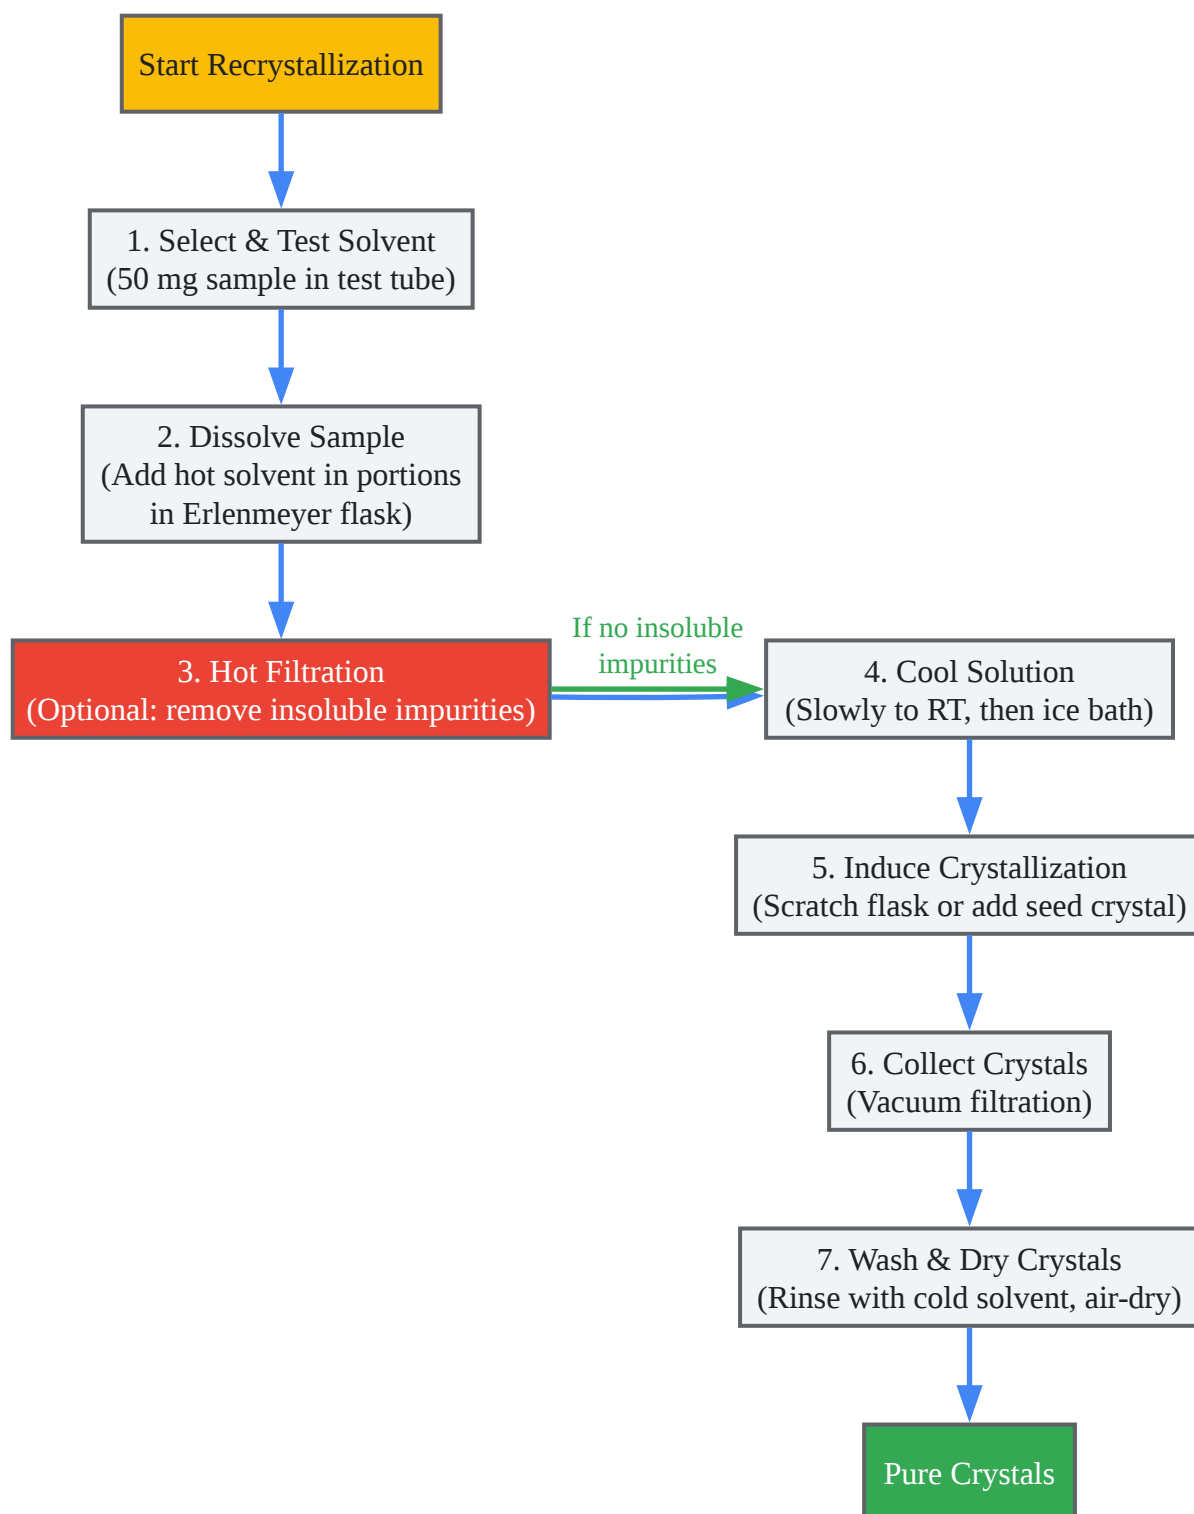 Start Recrystallization
1. Select & Test Solvent
(50 mg sample in test tube)
2. Dissolve Sample
(Add hot solvent in portions
in Erlenmeyer flask)
3. Hot Filtration
(Optional: remove insoluble impurities)
If no insoluble
impurities
4. Cool Solution
(Slowly to RT, then ice bath)
5. Induce Crystallization
(Scratch flask or add seed crystal)
6. Collect Crystals
(Vacuum filtration)
7. Wash & Dry Crystals
(Rinse with cold solvent, air-dry)
Pure Crystals